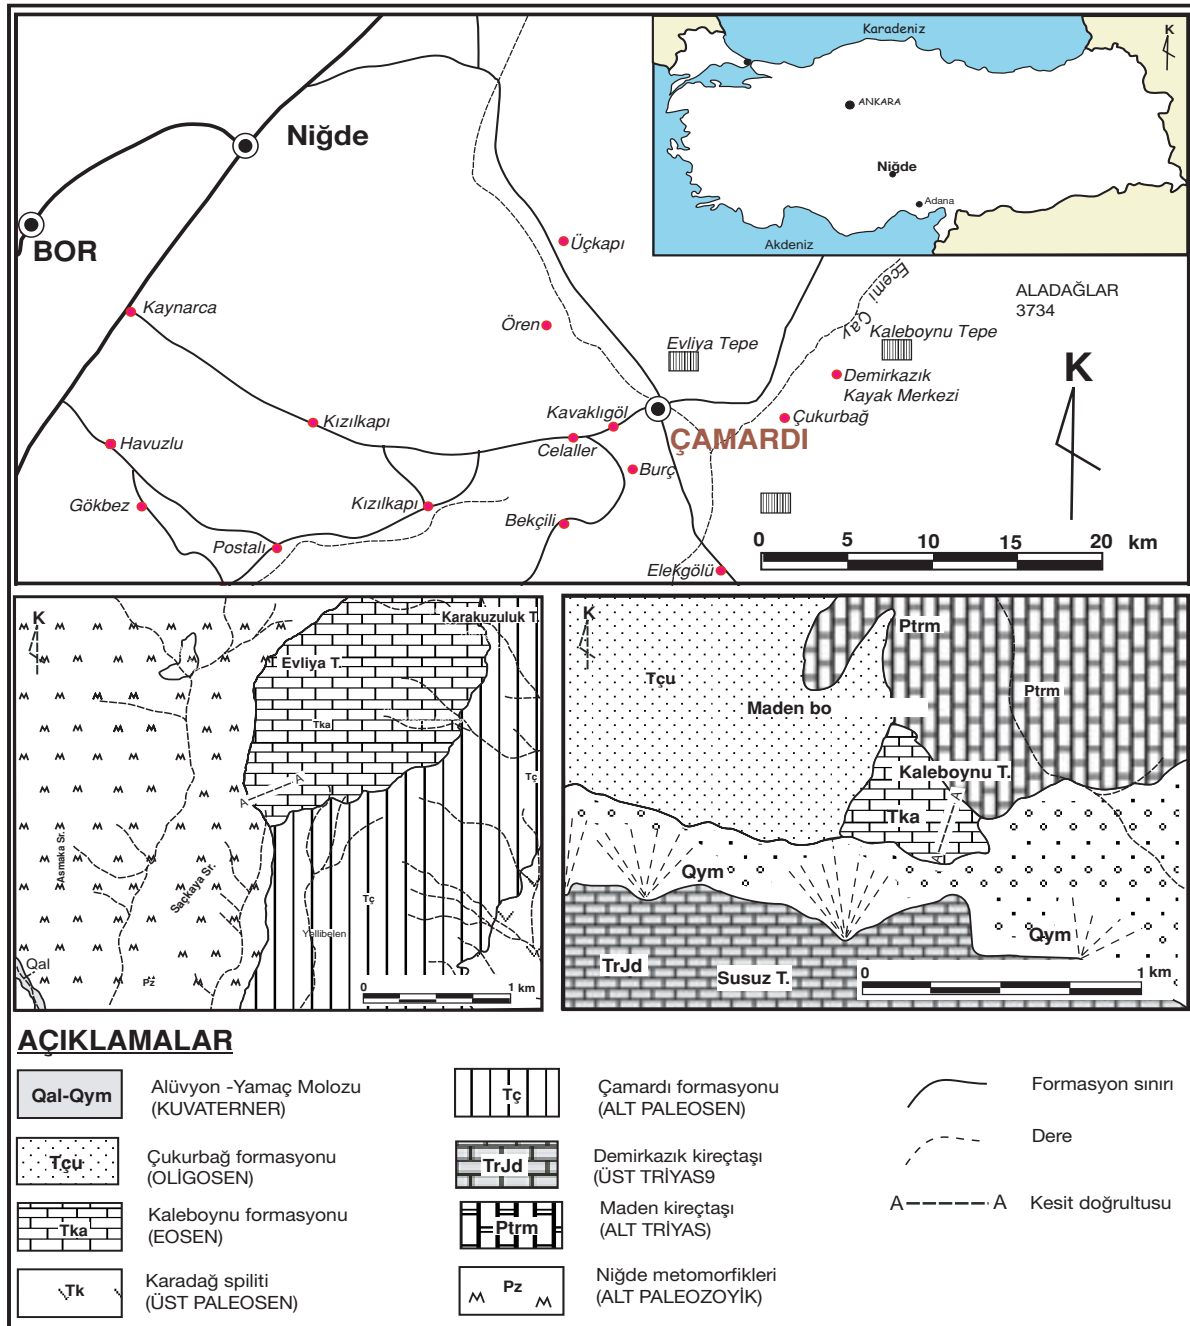 Karadeniz
K
ANKARA
Niğde
Adana
Akdeniz
Niğde
BOR
Üçkapı
Kaynarca
Ören
Ecemi Çay
ALADAĞLAR
3734
Evliya Tepe
Kaleboynu Tepe
K
Demirkazık
Kayak Merkezi
Kavaklıgöl
Çukurbağ
Kızılkapı
ÇAMARDI
Havuzlu
Celaller
Burç
Gökbez
Kızılkapı
Bekçili
Postalı
Elekgölü
0 5 10 15 20 km
K
Karakuzuluk T.
Evliya T.
Tka
Tç
A
A
Asmaka Sr.
Saçkaya Sr.
Tç
Yellibelen
Qal
Pz
0 1 km
K
Ptrm
Tçu
Ptrm
Maden bo
Kaleboynu T.
A
Tka
A
Qym
Qym
TrJd
Susuz T.
0 1 km
AÇIKLAMALAR
Qal-Qym
Alüvyon -Yamaç Molozu
(KUVATERNER)
Tçu
Çukurbağ formasyonu
(OLİGOSEN)
Tka
Kaleboynu formasyonu
(EOSEN)
Tk
Karadağ spiliti
(ÜST PALEOSEN)
Tç
Çamardı formasyonu
(ALT PALEOSEN)
TrJd
Demirkazık kireçtaşı
(ÜST TRİYAS9
Ptrm
Maden kireçtaşı
(ALT TRİYAS)
Pz
Niğde metomorfikleri
(ALT PALEOZOYİK)
Formasyon sınırı
Dere
A A Kesit doğrultusu